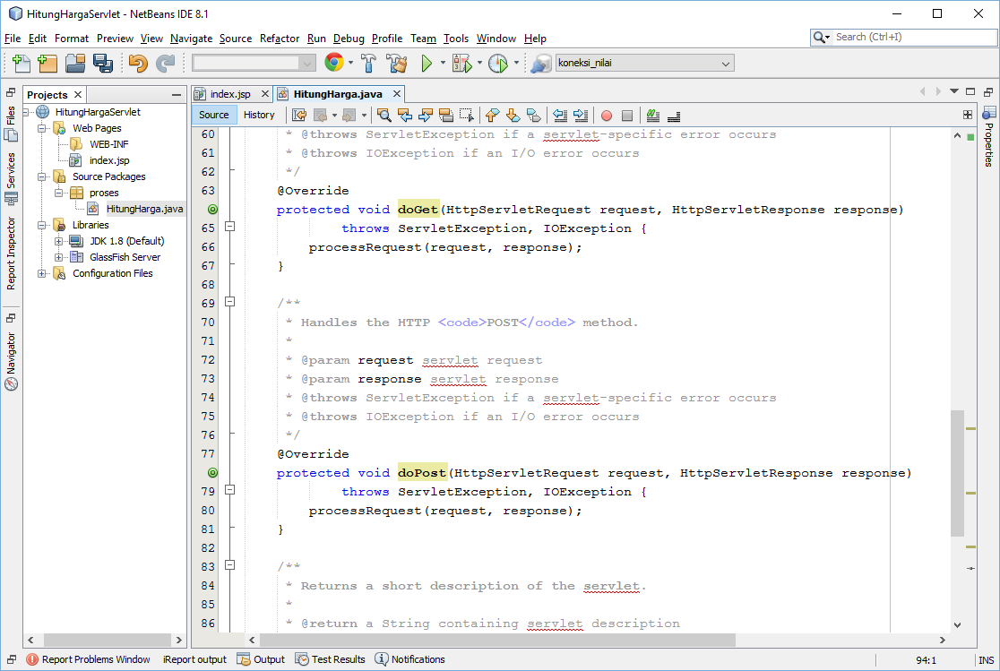 HitungHargaServlet - NetBeans IDE 8.1
File Edit Format Preview View Navigate Source Refactor Run Debug Profile Team Tools Window Help
Search (Ctrl+I)
koneksi_nilai
Files
Services
Report Inspector
Navigator
Projects
HitungHargaServlet
Web Pages
WEB-INF
index.jsp
Source Packages
proses
HitungHarga.java
Libraries
JDK 1.8 (Default)
GlassFish Server
Configuration Files
index.jsp HitungHarga.java
Source History
60 * @throws ServletException if a servlet-specific error occurs
61 * @throws IOException if an I/O error occurs
62 */
63 @Override
protected void doGet(HttpServletRequest request, HttpServletResponse response)
65 throws ServletException, IOException {
66 processRequest(request, response);
67 }
68
69 /**
70 * Handles the HTTP <code>POST</code> method.
71 *
72 * @param request servlet request
73 * @param response servlet response
74 * @throws ServletException if a servlet-specific error occurs
75 * @throws IOException if an I/O error occurs
76 */
77 @Override
protected void doPost(HttpServletRequest request, HttpServletResponse response)
79 throws ServletException, IOException {
80 processRequest(request, response);
81 }
82
83 /**
84 * Returns a short description of the servlet.
85 *
86 * @return a String containing servlet description
Properties
Report Problems Window iReport output Output Test Results Notifications
94:1 INS